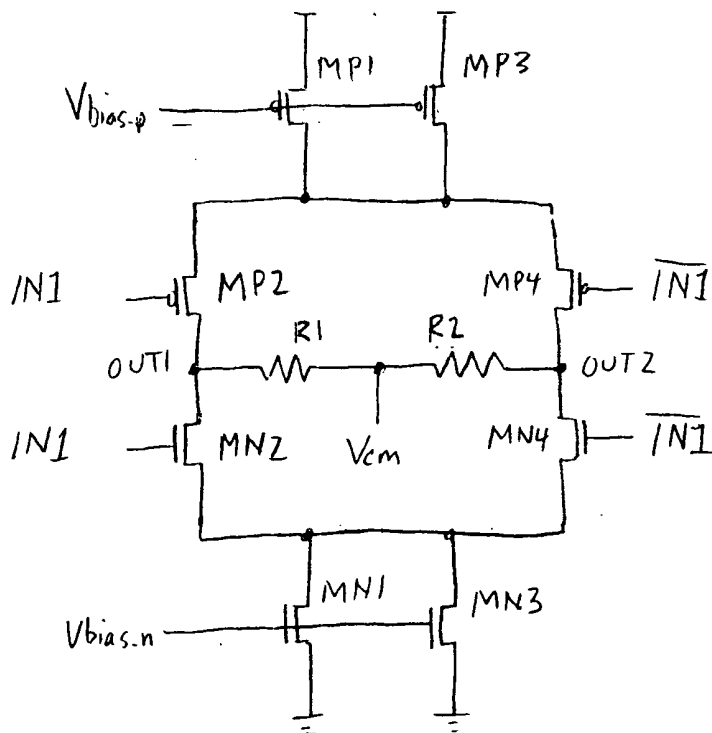 MP1 MP3
Vbias-p
IN1 MP2 MP4 IN1
R1 R2
OUT1 OUT2
IN1 MN2 Vcm MN4 IN1
MN1 MN3
Vbias-n